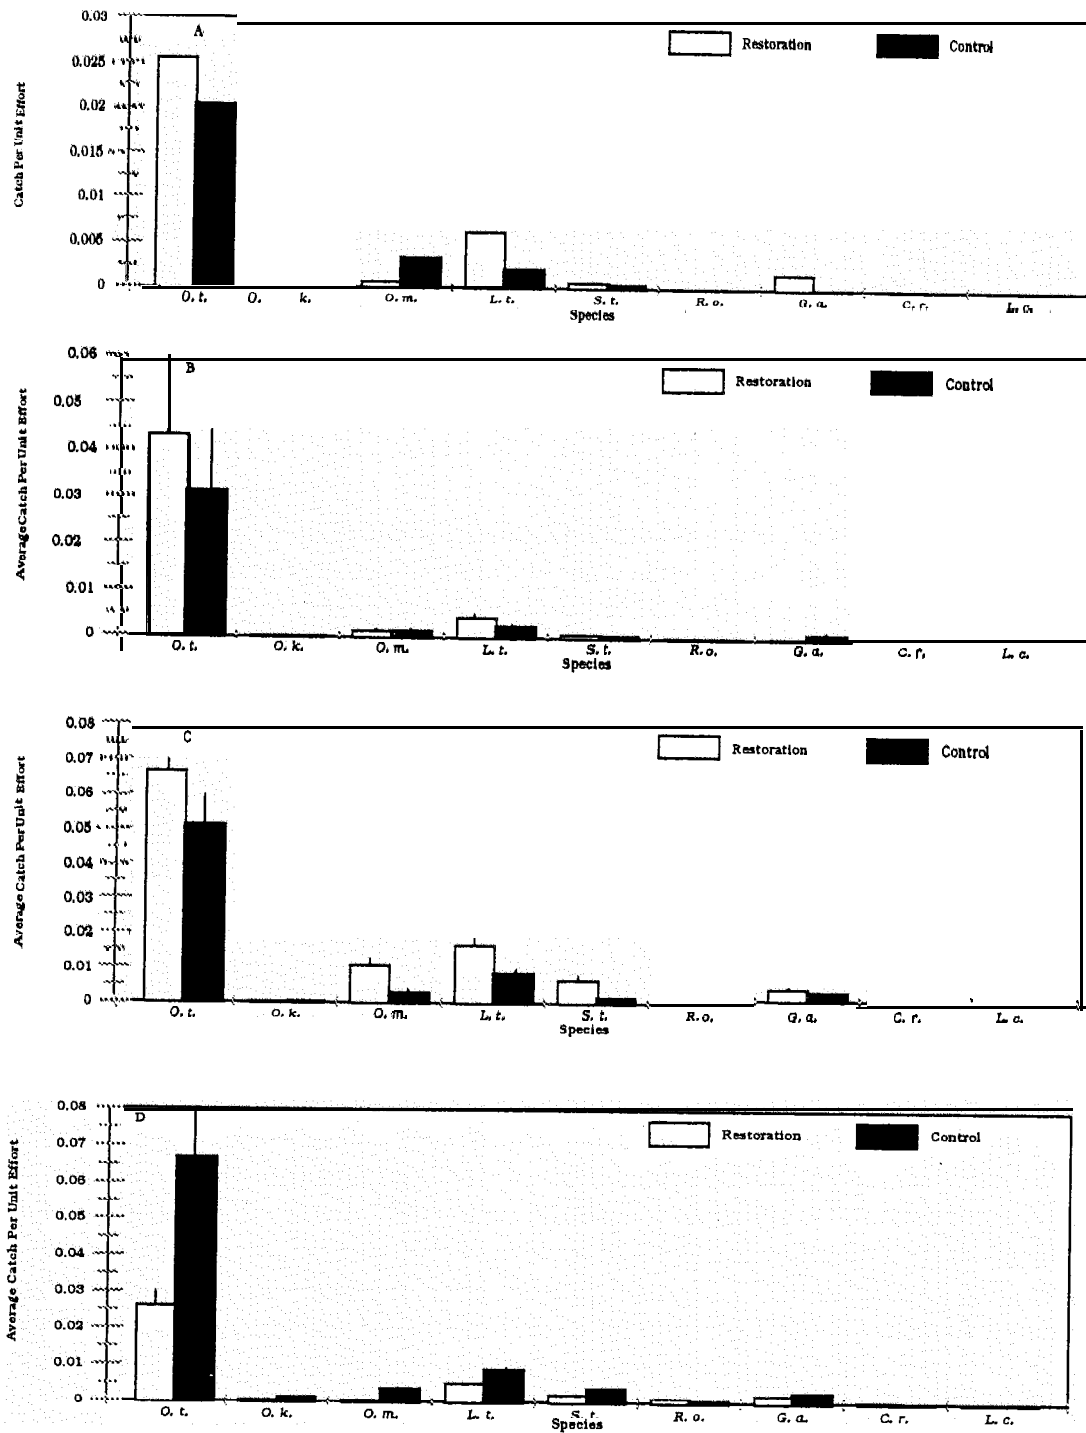 A
Restoration
Control
Catch Per Unit Effort
0.03
0.025
0.02
0.015
0.01
0.005
0
O. t.
O. k.
O. m.
L. t.
S. t.
R. o.
G. a.
C. r.
L. c.
Species
B
Restoration
Control
Average Catch Per Unit Effort
0.06
0.05
0.04
0.03
0.02
0.01
0
O. t.
O. k.
O. m.
L. t.
S. t.
R. o.
G. a.
C. r.
L. c.
Species
C
Restoration
Control
Average Catch Per Unit Effort
0.08
0.07
0.06
0.05
0.04
0.03
0.02
0.01
0
O. t.
O. k.
O. m.
L. t.
S. t.
R. o.
G. a.
C. r.
L. c.
Species
D
Restoration
Control
Average Catch Per Unit Effort
0.08
0.07
0.06
0.05
0.04
0.03
0.02
0.01
0
O. t.
O. k.
O. m.
L. t.
S. t.
R. o.
G. a.
C. r.
L. c.
Species